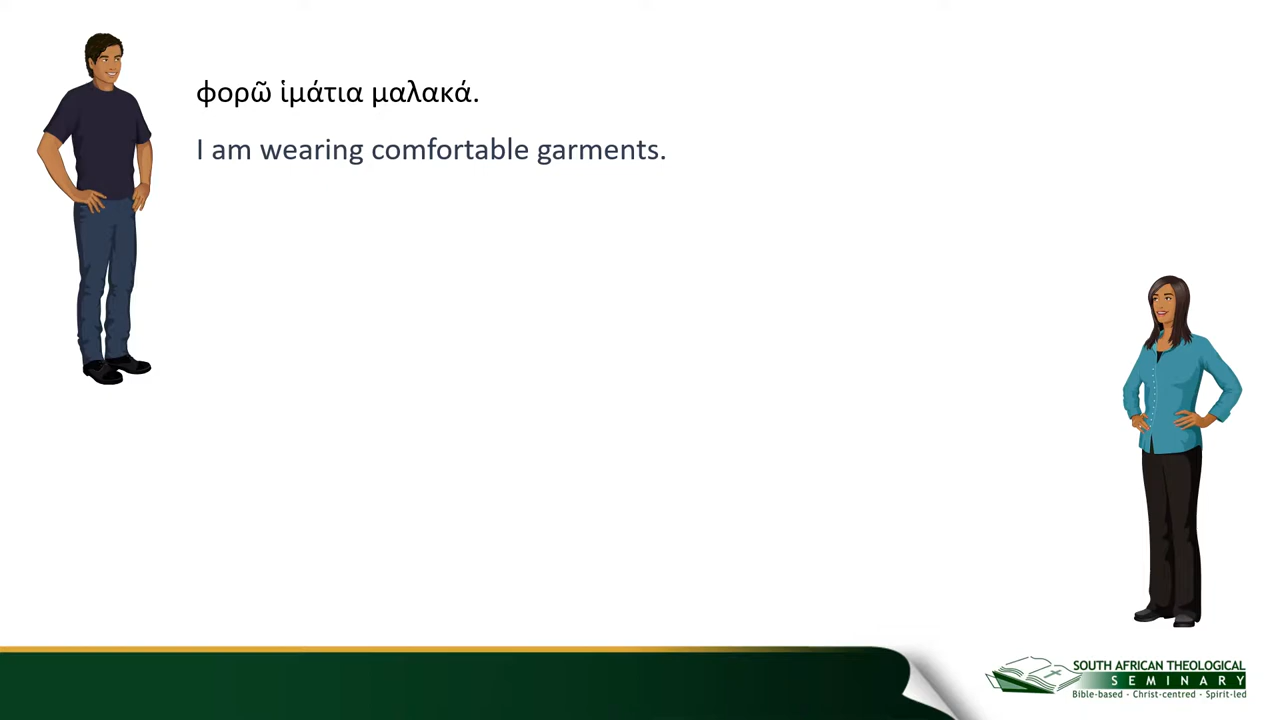 φορῶ ἱμάτια μαλακά.
I am wearing comfortable garments.
SOUTH AFRICAN THEOLOGICAL
SEMINARY
Bible-based - Christ-centred - Spirit-led